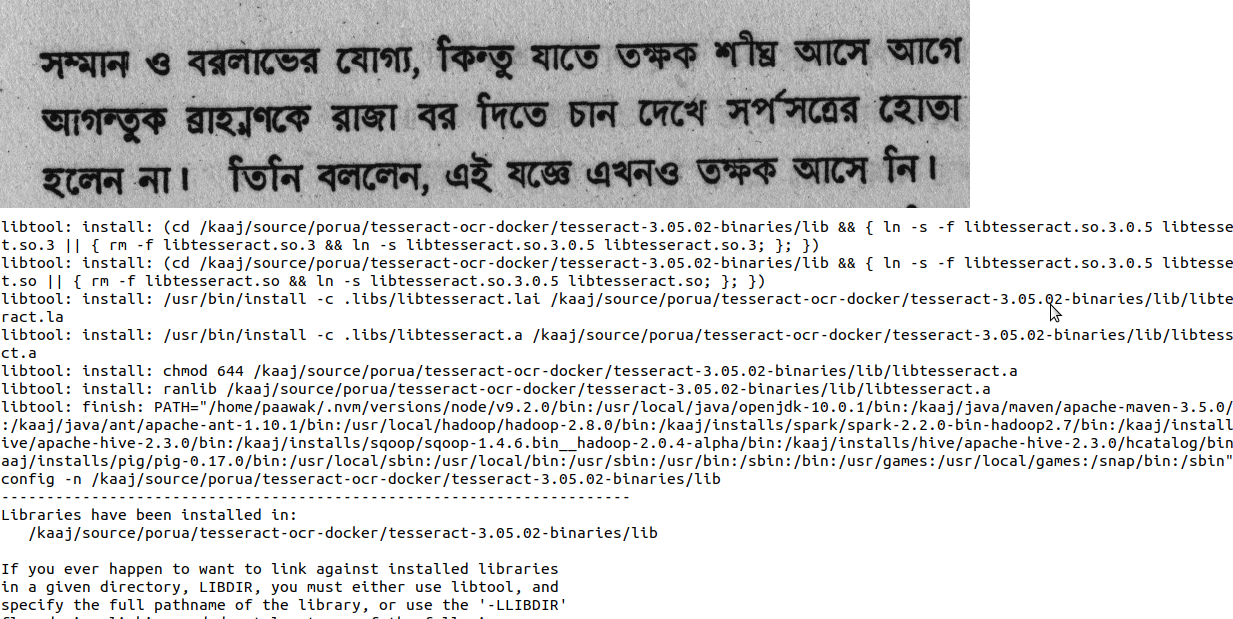 সম্মান ও বরলাভের যোগ্য, কিন্তু যাতে তক্ষক শীঘ্র আসে আগে
আগন্তুক ব্রাহ্মণকে রাজা বর দিতে চান দেখে সর্পসত্রের হোতা
হলেন না। তিনি বললেন, এই যজ্ঞে এখনও তক্ষক আসে নি।
libtool: install: (cd /kaaj/source/porua/tesseract-ocr-docker/tesseract-3.05.02-binaries/lib && { ln -s -f libtesseract.so.3.0.5 libtesse
t.so.3 || { rm -f libtesseract.so.3 && ln -s libtesseract.so.3.0.5 libtesseract.so.3; }; })
libtool: install: (cd /kaaj/source/porua/tesseract-ocr-docker/tesseract-3.05.02-binaries/lib && { ln -s -f libtesseract.so.3.0.5 libtesse
t.so || { rm -f libtesseract.so && ln -s libtesseract.so.3.0.5 libtesseract.so; }; })
libtool: install: /usr/bin/install -c .libs/libtesseract.lai /kaaj/source/porua/tesseract-ocr-docker/tesseract-3.05.02-binaries/lib/libte
ract.la
libtool: install: /usr/bin/install -c .libs/libtesseract.a /kaaj/source/porua/tesseract-ocr-docker/tesseract-3.05.02-binaries/lib/libtess
ct.a
libtool: install: chmod 644 /kaaj/source/porua/tesseract-ocr-docker/tesseract-3.05.02-binaries/lib/libtesseract.a
libtool: install: ranlib /kaaj/source/porua/tesseract-ocr-docker/tesseract-3.05.02-binaries/lib/libtesseract.a
libtool: finish: PATH="/home/paawak/.nvm/versions/node/v9.2.0/bin:/usr/local/java/openjdk-10.0.1/bin:/kaaj/java/maven/apache-maven-3.5.0/
:/kaaj/java/ant/apache-ant-1.10.1/bin:/usr/local/hadoop/hadoop-2.8.0/bin:/kaaj/installs/spark/spark-2.2.0-bin-hadoop2.7/bin:/kaaj/install
ive/apache-hive-2.3.0/bin:/kaaj/installs/sqoop/sqoop-1.4.6.bin__hadoop-2.0.4-alpha/bin:/kaaj/installs/hive/apache-hive-2.3.0/hcatalog/bin
aaj/installs/pig/pig-0.17.0/bin:/usr/local/sbin:/usr/local/bin:/usr/sbin:/usr/bin:/sbin:/bin:/usr/games:/usr/local/games:/snap/bin:/sbin"
config -n /kaaj/source/porua/tesseract-ocr-docker/tesseract-3.05.02-binaries/lib
----------------------------------------------------------------------
Libraries have been installed in:
   /kaaj/source/porua/tesseract-ocr-docker/tesseract-3.05.02-binaries/lib
If you ever happen to want to link against installed libraries
in a given directory, LIBDIR, you must either use libtool, and
specify the full pathname of the library, or use the '-LLIBDIR'